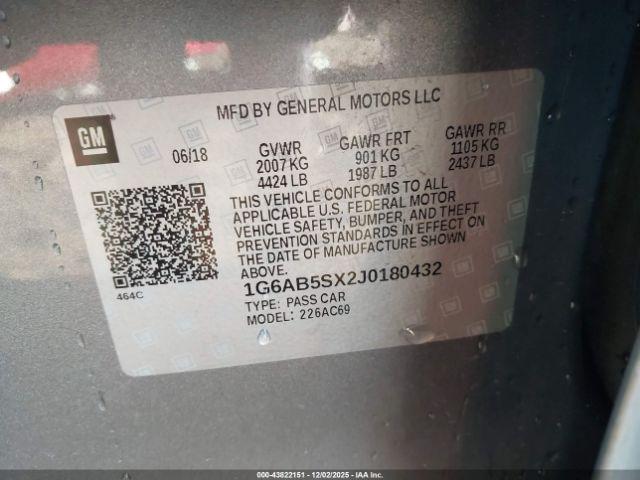 MFD BY GENERAL MOTORS LLC
GM
06/18
GVWR
2007 KG
4424 LB
GAWR FRT
901 KG
1987 LB
GAWR RR
1105 KG
2437 LB
THIS VEHICLE CONFORMS TO ALL
APPLICABLE U.S. FEDERAL MOTOR
VEHICLE SAFETY, BUMPER, AND THEFT
PREVENTION STANDARDS IN EFFECT ON
THE DATE OF MANUFACTURE SHOWN
ABOVE.
464C
1G6AB5SX2J0180432
TYPE: PASS CAR
MODEL: 226AC69
000-43822151 - 12/02/2025 - IAA, Inc.